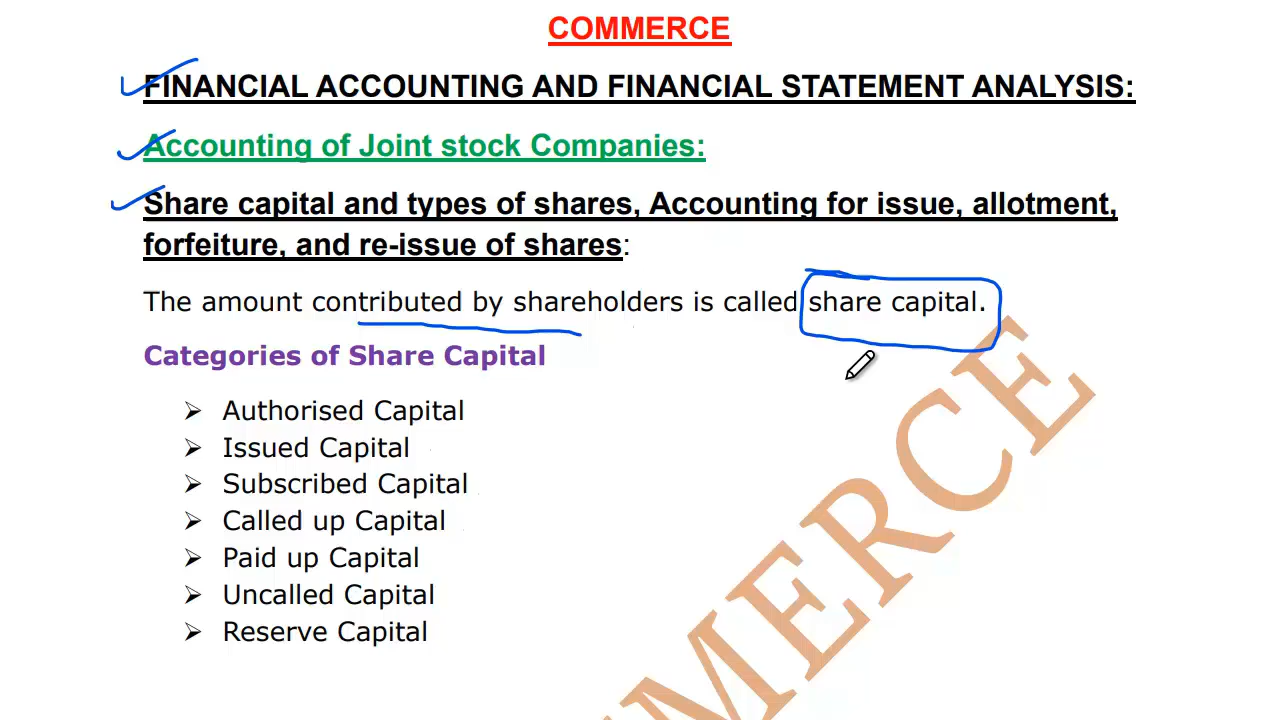 COMMERCE
FINANCIAL ACCOUNTING AND FINANCIAL STATEMENT ANALYSIS:
Accounting of Joint stock Companies:
Share capital and types of shares, Accounting for issue, allotment,
forfeiture, and re-issue of shares:
The amount contributed by shareholders is called share capital.
Categories of Share Capital
➢ Authorised Capital
➢ Issued Capital
➢ Subscribed Capital
➢ Called up Capital
➢ Paid up Capital
➢ Uncalled Capital
➢ Reserve Capital
MMERCE